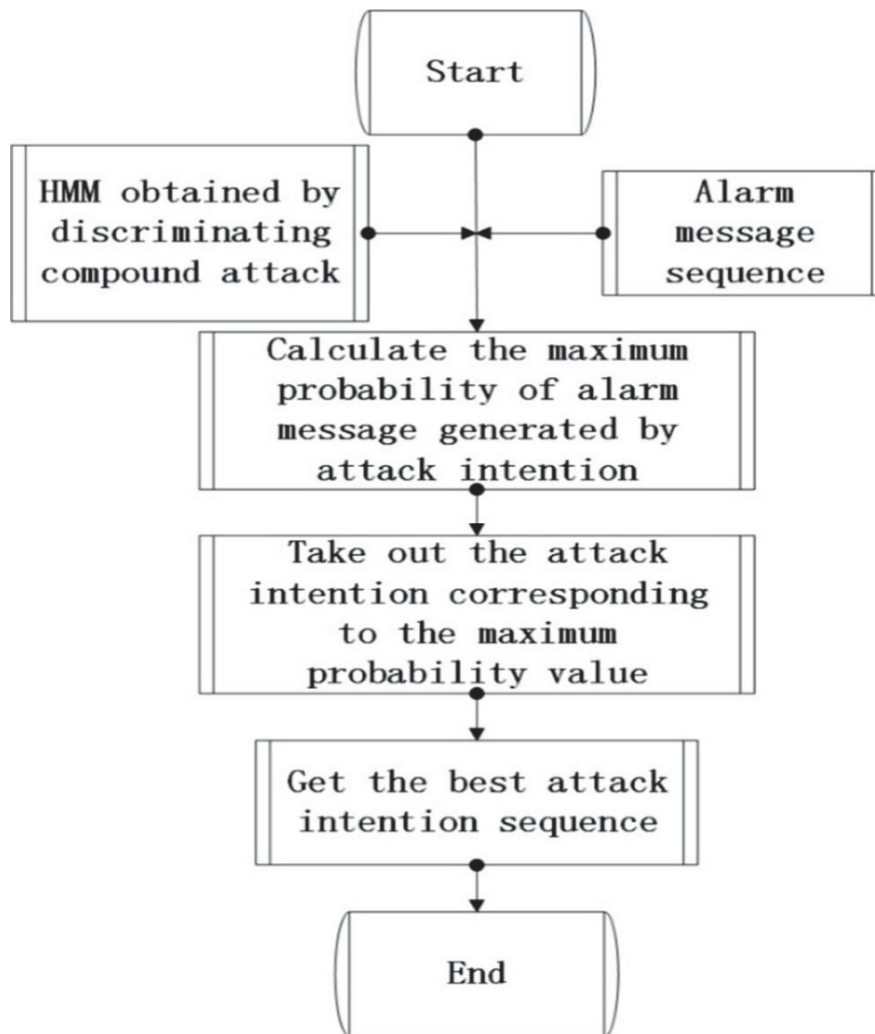 Start
HMM obtained by
discriminating
compound attack
Alarm
message
sequence
Calculate the maximum
probability of alarm
message generated by
attack intention
Take out the attack
intention corresponding
to the maximum
probability value
Get the best attack
intention sequence
End